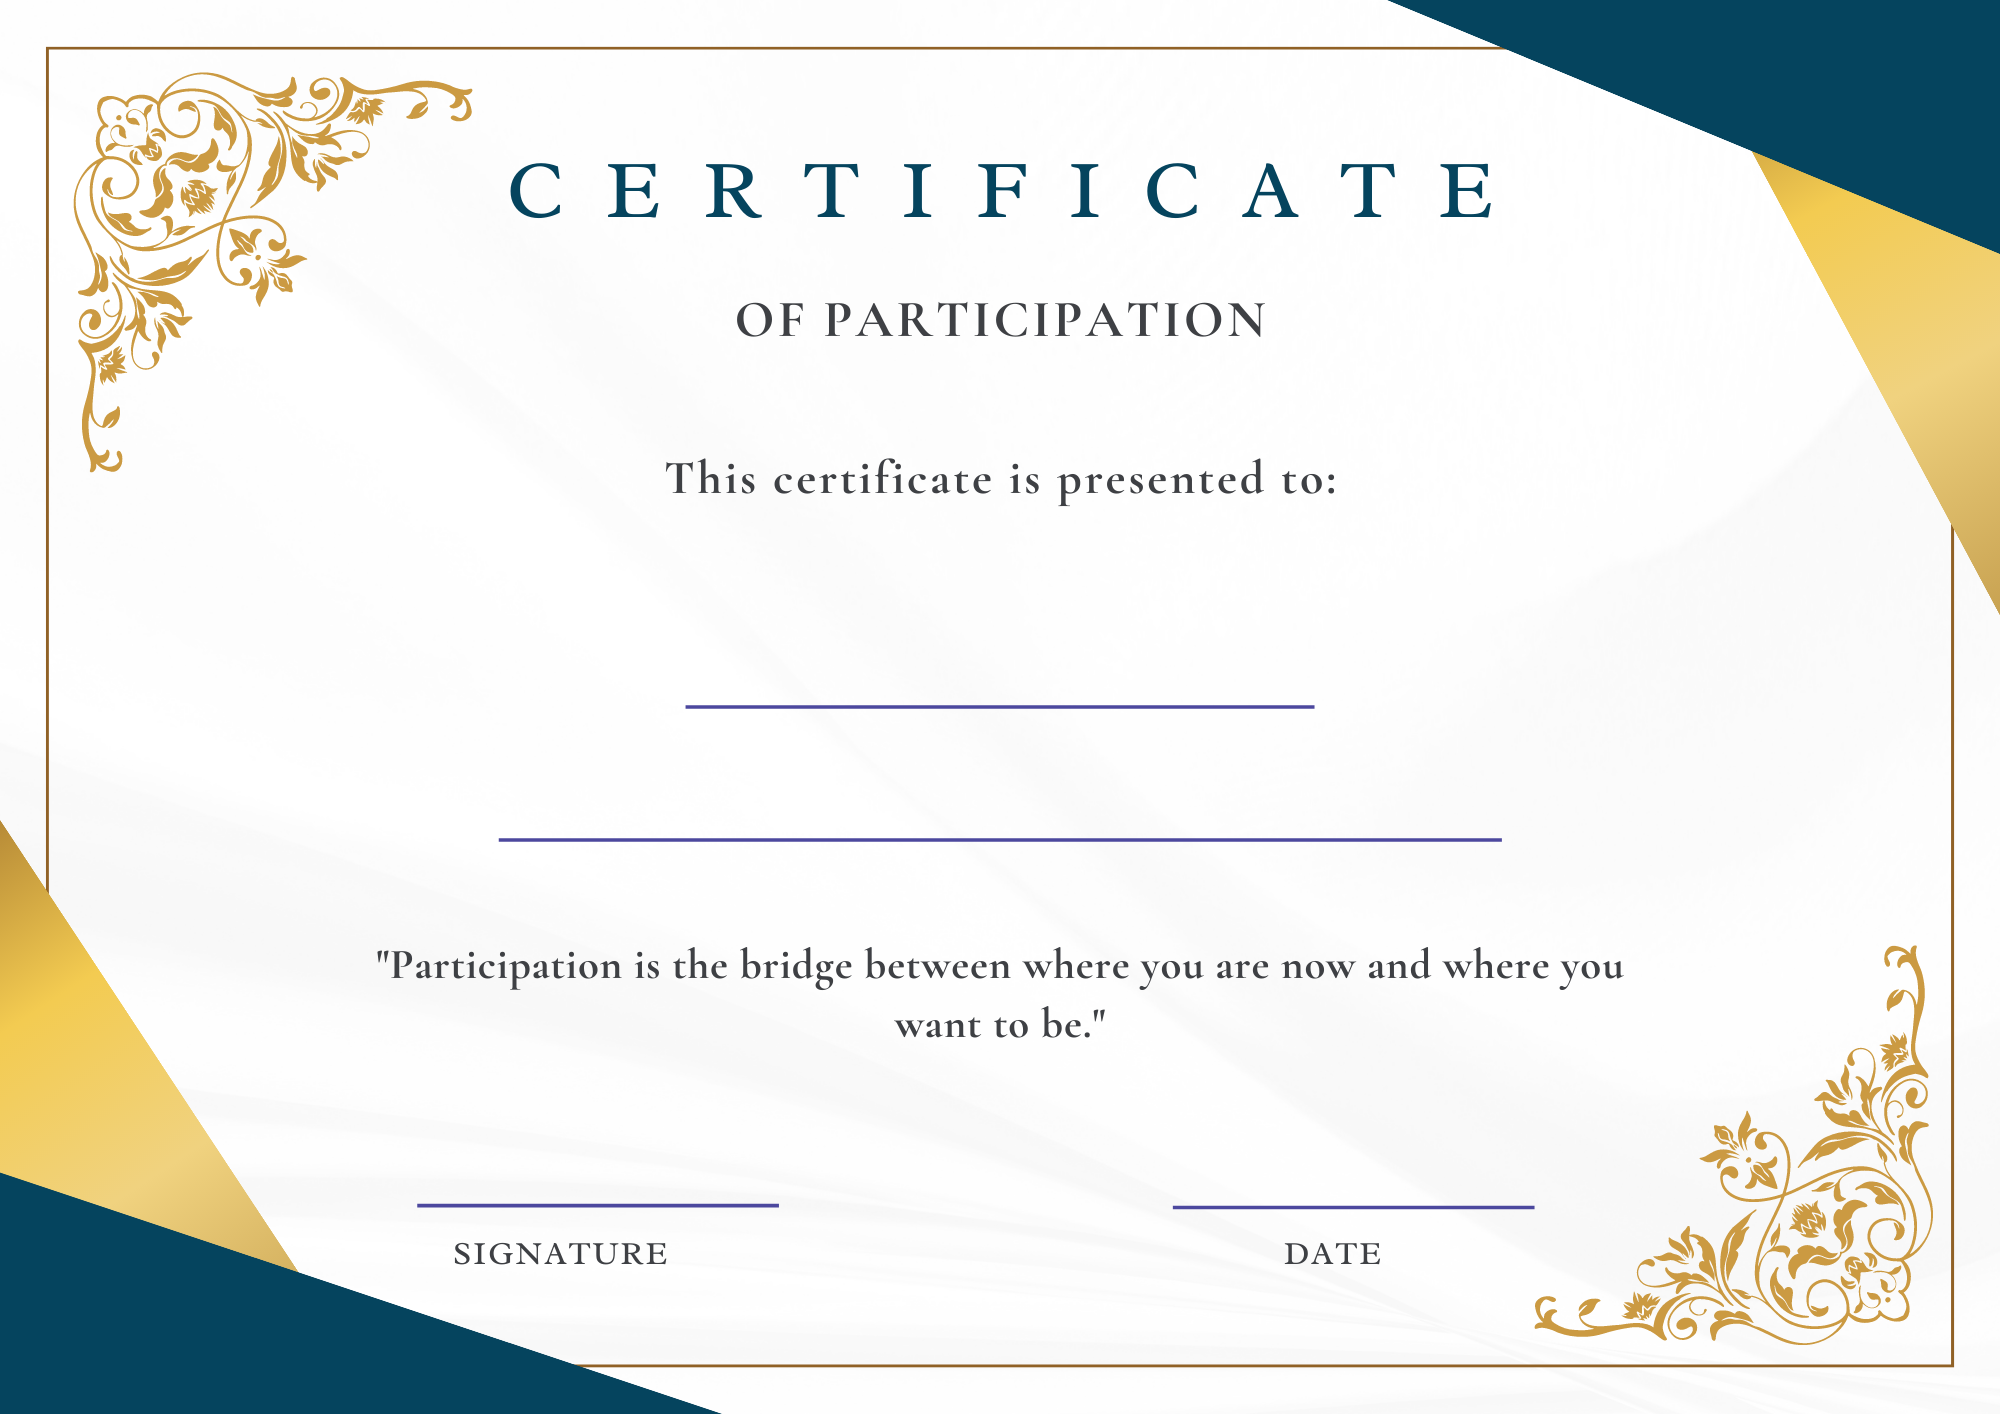 CERTIFICATE
OF PARTICIPATION
This certificate is presented to:
"Participation is the bridge between where you are now and where you
want to be."
SIGNATURE
DATE